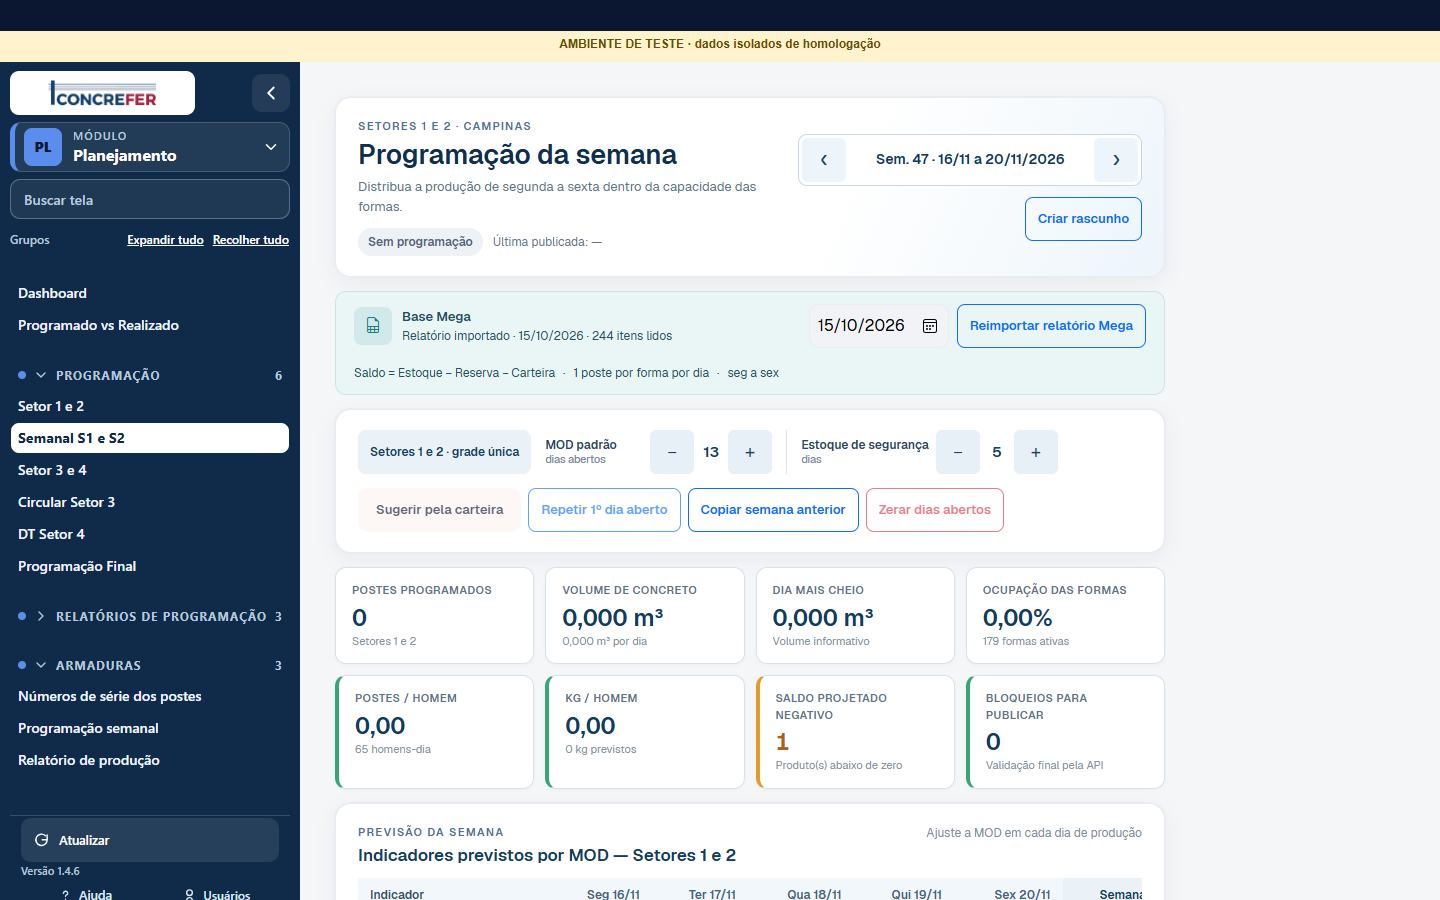 AMBIENTE DE TESTE · dados isolados de homologação
CONCREFER
PL
MÓDULO
Planejamento
Buscar tela
Grupos
Expandir tudo
Recolher tudo
Dashboard
Programado vs Realizado
PROGRAMAÇÃO 6
Setor 1 e 2
Semanal S1 e S2
Setor 3 e 4
Circular Setor 3
DT Setor 4
Programação Final
RELATÓRIOS DE PROGRAMAÇÃO 3
ARMADURAS 3
Números de série dos postes
Programação semanal
Relatório de produção
Atualizar
Versão 1.4.6
? Ajuda
Usuários
SETORES 1 E 2 · CAMPINAS
Programação da semana
Distribua a produção de segunda a sexta dentro da capacidade das
formas.
Sem programação
Última publicada: —
‹
Sem. 47 · 16/11 a 20/11/2026
›
Criar rascunho
Base Mega
Relatório importado · 15/10/2026 · 244 itens lidos
15/10/2026
Reimportar relatório Mega
Saldo = Estoque – Reserva – Carteira · 1 poste por forma por dia · seg a sex
Setores 1 e 2 · grade única
MOD padrão
dias abertos
− 13 +
Estoque de segurança
dias
− 5 +
Sugerir pela carteira
Repetir 1º dia aberto
Copiar semana anterior
Zerar dias abertos
POSTES PROGRAMADOS
0
Setores 1 e 2
VOLUME DE CONCRETO
0,000 m³
0,000 m³ por dia
DIA MAIS CHEIO
0,000 m³
Volume informativo
OCUPAÇÃO DAS FORMAS
0,00%
179 formas ativas
POSTES / HOMEM
0,00
65 homens-dia
KG / HOMEM
0,00
0 kg previstos
SALDO PROJETADO
NEGATIVO
1
Produto(s) abaixo de zero
BLOQUEIOS PARA
PUBLICAR
0
Validação final pela API
PREVISÃO DA SEMANA
Indicadores previstos por MOD — Setores 1 e 2
Ajuste a MOD em cada dia de produção
Indicador Seg 16/11 Ter 17/11 Qua 18/11 Qui 19/11 Sex 20/11 Semana